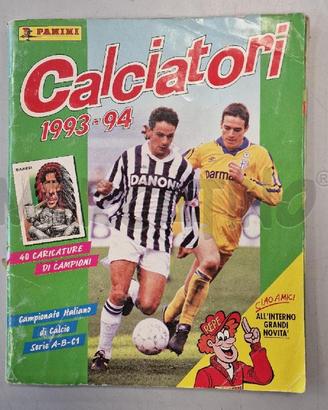 PANINI
Calciatori
1993-94
BAGGIO
DANONE
Parmalat
40 CARICATURE
DI CAMPIONI
CIAO AMICI!
ALL'INTERNO
GRANDI
NOVITA'
PEPE
Campionato Italiano
di Calcio
Serie A-B-C1